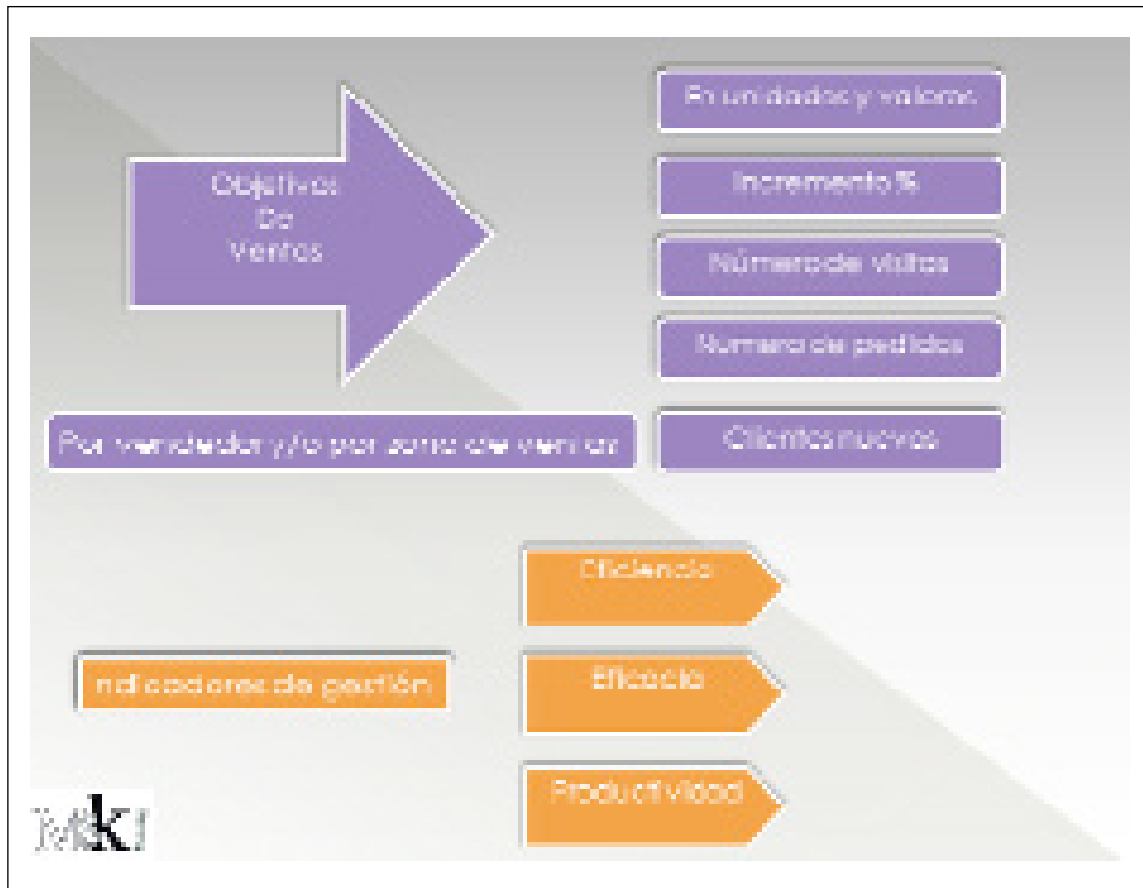 Objetivos
De
Ventas
En unidades y valores
Incremento %
Número de visitas
Numero de pedidos
Clientes nuevos
Por vendedor y/o por zona de ventas
Indicadores de gestión
Eficiencia
Eficacia
Productividad